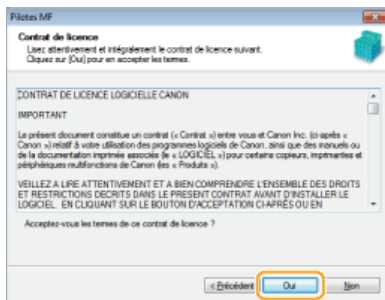 Pilotes MF
Contrat de licence
Lisez attentivement et intégralement le contrat de licence suivant.
Cliquez sur [Oui] pour en accepter les termes.
CONTRAT DE LICENCE LOGICIELLE CANON
IMPORTANT
Le présent document constitue un contrat (« Contrat ») entre vous et Canon Inc. (ci-après «
Canon ») relatif à votre utilisation des programmes logiciels de Canon, ainsi que des manuels ou
de la documentation imprimée associés (le « LOGICIEL ») pour certains copieurs, imprimantes et
périphériques multifonctions de Canon (les « Produits »).
VEILLEZ A LIRE ATTENTIVEMENT ET A BIEN COMPRENDRE L'ENSEMBLE DES DROITS
ET RESTRICTIONS DECRITS DANS LE PRESENT CONTRAT AVANT D'INSTALLER LE
LOGICIEL. EN CLIQUANT SUR LE BOUTON D'ACCEPTATION CI-APRÈS OU EN
Acceptez-vous les termes de ce contrat de licence ?
< Précédent
Oui
Non